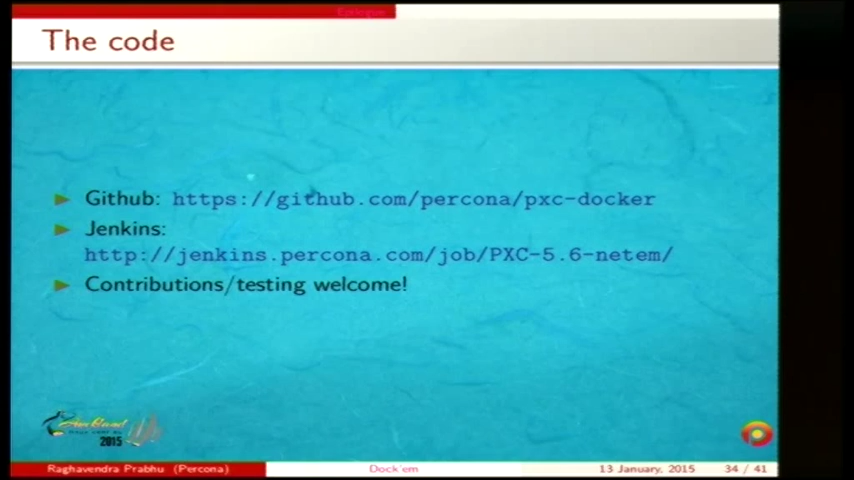 Epilogue
The code
Github: https://github.com/percona/pxc-docker
Jenkins:
http://jenkins.percona.com/job/PXC-5.6-netem/
Contributions/testing welcome!
2015
Raghavendra Prabhu (Percona)
Dock'em
13 January, 2015
34 / 41